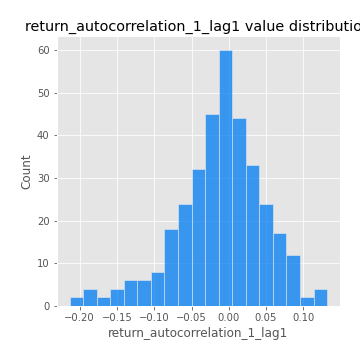 return_autocorrelation_1_lag1 value distributio
60
50
40
30
20
10
0
Count
−0.20 −0.15 −0.10 −0.05 0.00 0.05 0.10
return_autocorrelation_1_lag1